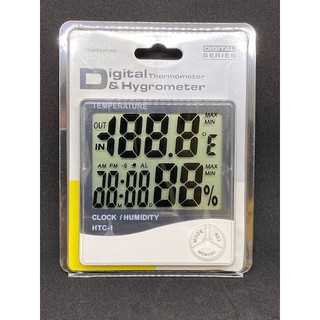 TEMPERATURE
DIGITAL
SERIES
Digital Thermometer
& Hygrometer
TEMPERATURE
OUT
IN
188.8
MAX
MIN
AM PM AL
18:88
88%
MAX
MIN
CLOCK / HUMIDITY
HTC-1
MODE
ADJ
MEMORY